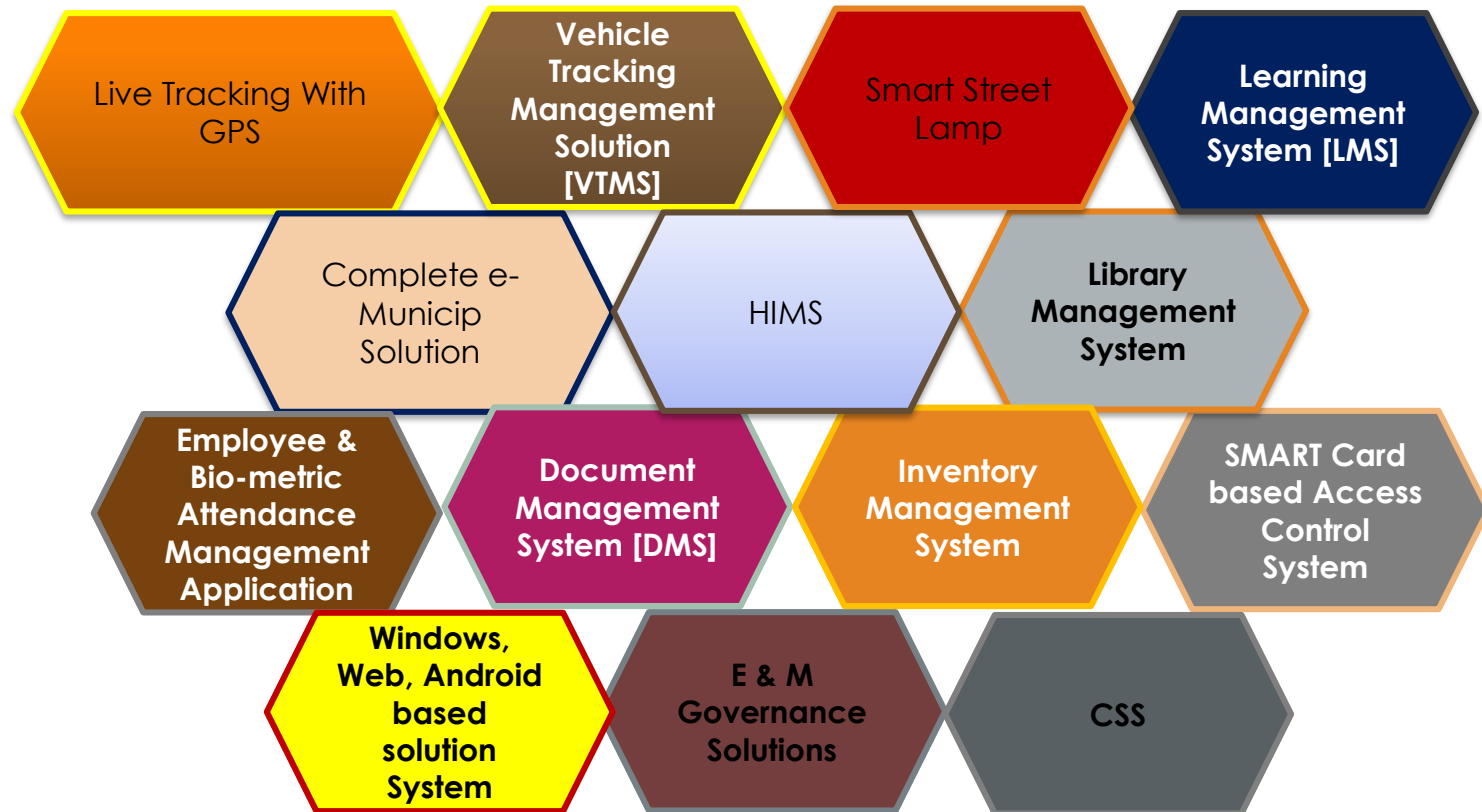 Live Tracking With
GPS
Vehicle
Tracking
Management
Solution
[VTMS]
Smart Street
Lamp
Learning
Management
System [LMS]
Complete e-
Municip
Solution
HIMS
Library
Management
System
Employee &
Bio-metric
Attendance
Management
Application
Document
Management
System [DMS]
Inventory
Management
System
SMART Card
based Access
Control
System
Windows,
Web, Android
based
solution
System
E & M
Governance
Solutions
CSS